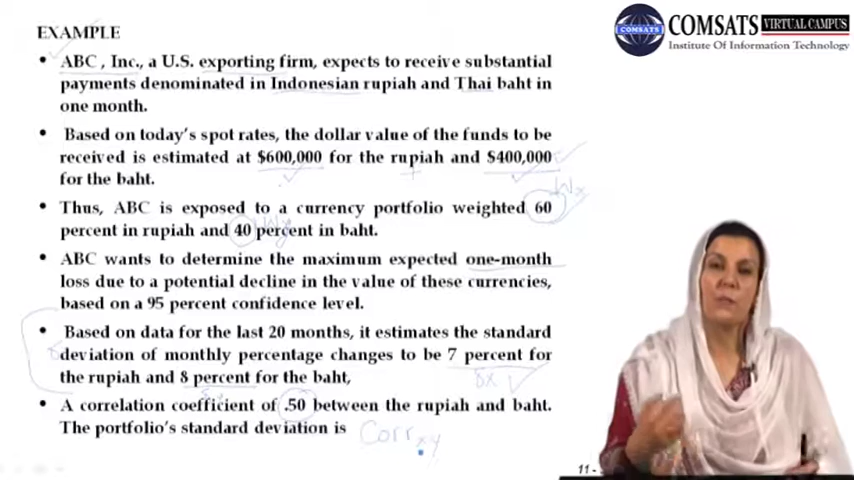 EXAMPLE
• ABC , Inc., a U.S. exporting firm, expects to receive substantial
payments denominated in Indonesian rupiah and Thai baht in
one month.
• Based on today's spot rates, the dollar value of the funds to be
received is estimated at $600,000 for the rupiah and $400,000
for the baht.
Wx
• Thus, ABC is exposed to a currency portfolio weighted 60
percent in rupiah and 40 percent in baht.
Wy
• ABC wants to determine the maximum expected one-month
loss due to a potential decline in the value of these currencies,
based on a 95 percent confidence level.
• Based on data for the last 20 months, it estimates the standard
deviation of monthly percentage changes to be 7 percent for
the rupiah and 8 percent for the baht,
• A correlation coefficient of .50 between the rupiah and baht.
The portfolio's standard deviation is
Corr xy
COMSATS VIRTUAL CAMPUS
Institute Of Information Technology
11 -